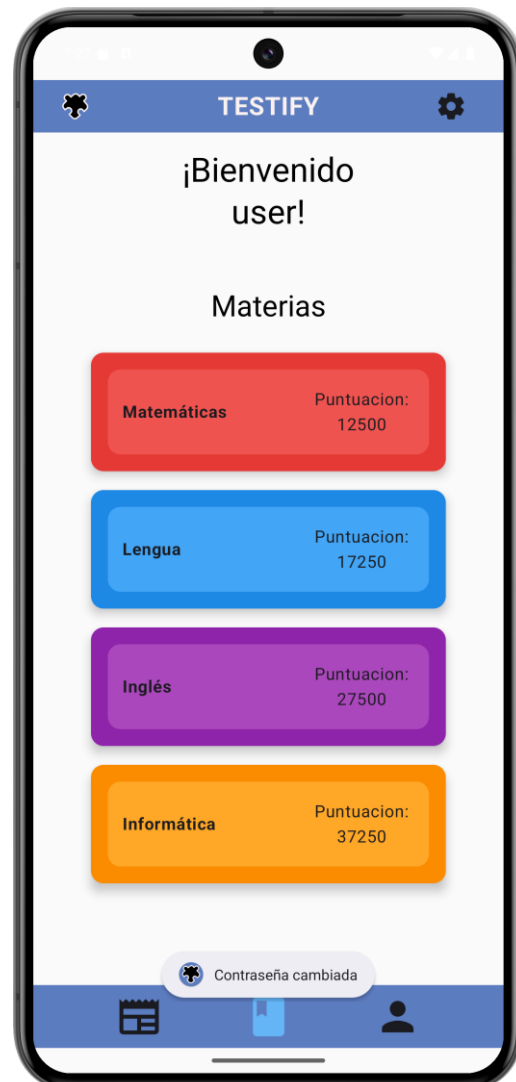 TESTIFY
¡Bienvenido
user!
Materias
Matemáticas
Puntuacion:
12500
Lengua
Puntuacion:
17250
Inglés
Puntuacion:
27500
Informática
Puntuacion:
37250
Contraseña cambiada